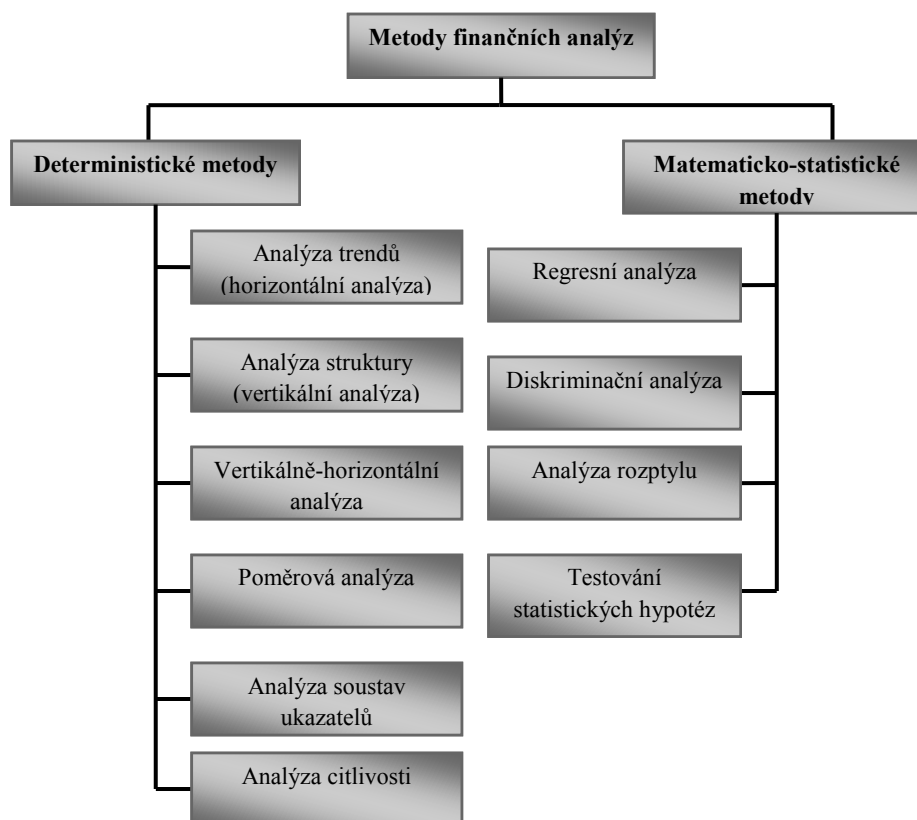 Metody finančních analýz
Deterministické metody
Matematicko-statistické
metody
Analýza trendů
(horizontální analýza)
Analýza struktury
(vertikální analýza)
Vertikálně-horizontální
analýza
Poměrová analýza
Analýza soustav
ukazatelů
Analýza citlivosti
Regresní analýza
Diskriminační analýza
Analýza rozptylu
Testování
statistických hypotéz